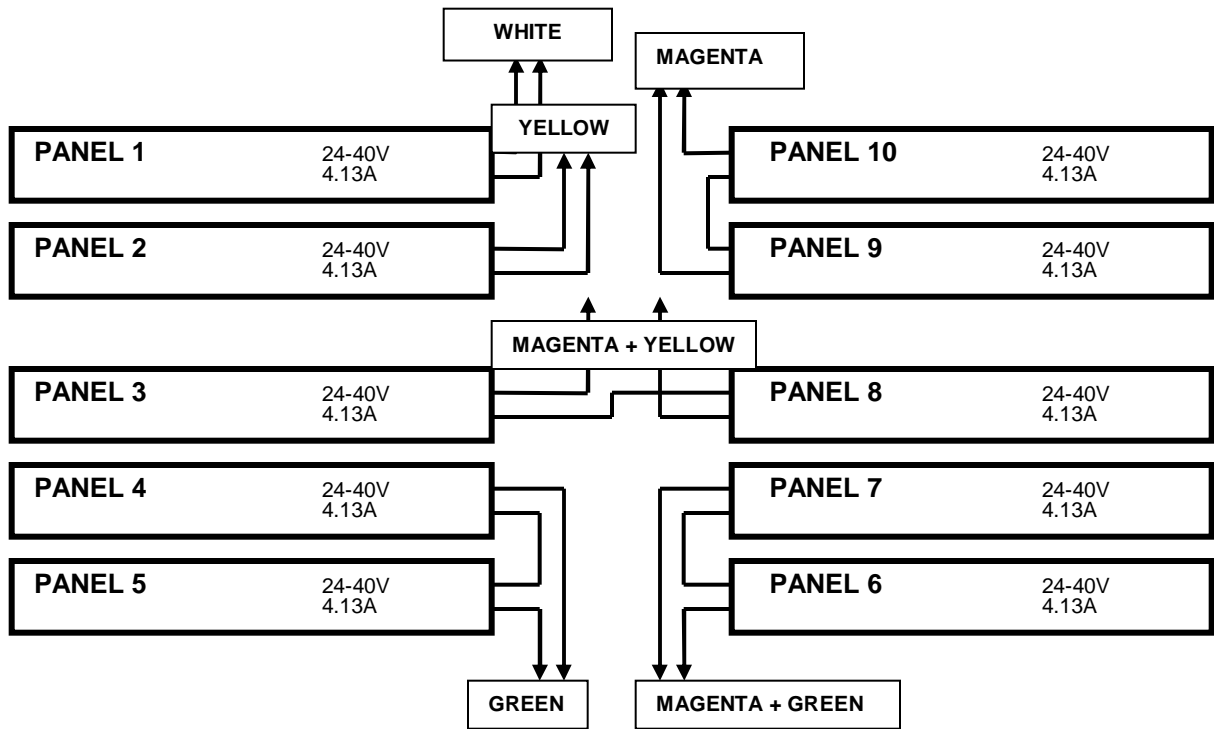 WHITE
MAGENTA
YELLOW
PANEL 1
24-40V
4.13A
PANEL 10
24-40V
4.13A
PANEL 2
24-40V
4.13A
PANEL 9
24-40V
4.13A
MAGENTA + YELLOW
PANEL 3
24-40V
4.13A
PANEL 8
24-40V
4.13A
PANEL 4
24-40V
4.13A
PANEL 7
24-40V
4.13A
PANEL 5
24-40V
4.13A
PANEL 6
24-40V
4.13A
GREEN
MAGENTA + GREEN